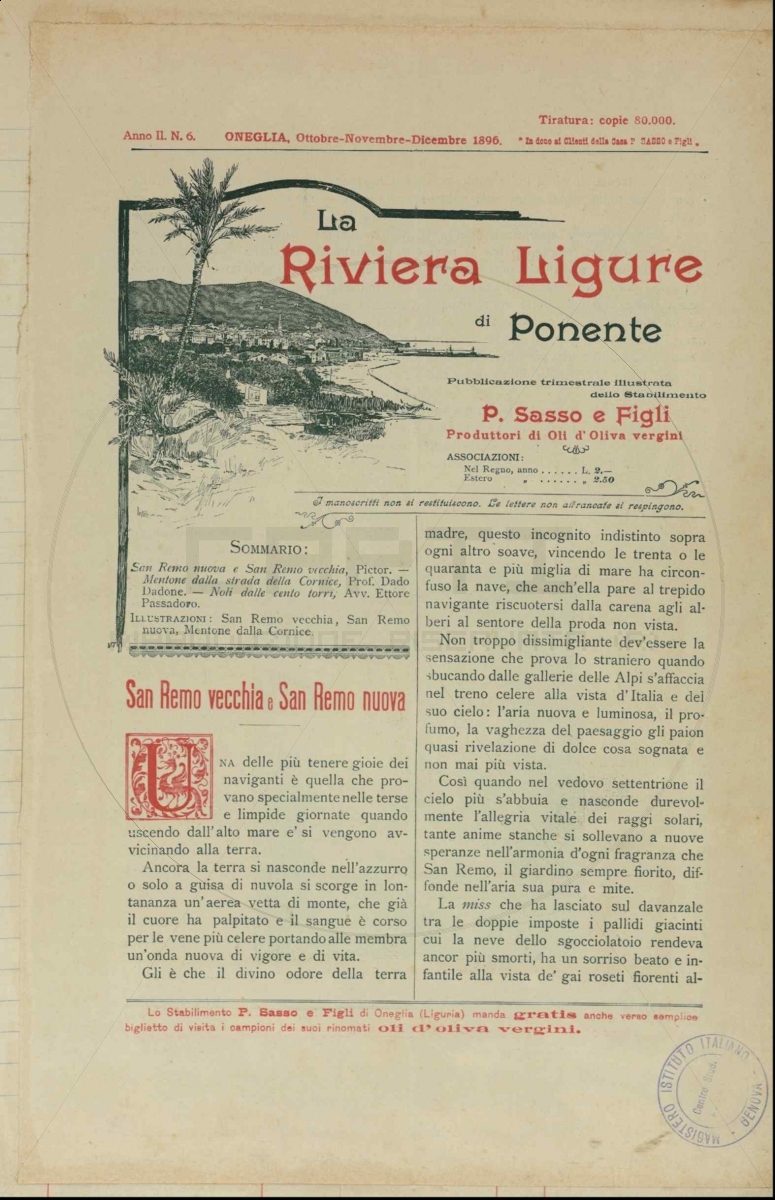 Tiratura: copie 80.000.
Anno II. N. 6. ONEGLIA, Ottobre-Novembre-Dicembre 1896. "In dono ai Clienti della Casa P. SASSO e Figli„
La
Riviera Ligure
di Ponente
Pubblicazione trimestrale illustrata
dello Stabilimento
P. Sasso e Figli
Produttori di Oli d'Oliva vergini
ASSOCIAZIONI:
Nel Regno, anno . . . . . . L. 2.—
Estero „ . . . . . . „ 2.50
I manoscritti non si restituiscono. Le lettere non affrancate si respingono.
SOMMARIO:
San Remo nuova e San Remo vecchia, Pictor. —
Mentone dalla strada della Cornice, Prof. Dado
Dadone. — Noli dalle cento torri, Avv. Ettore
Passadoro.
ILLUSTRAZIONI: San Remo vecchia, San Remo
nuova, Mentone dalla Cornice.
San Remo vecchia e San Remo nuova
UNA delle più tenere gioie dei
naviganti è quella che pro-
vano specialmente nelle terse
e limpide giornate quando
uscendo dall'alto mare e' si vengono av-
vicinando alla terra.
Ancora la terra si nasconde nell'azzurro
o solo a guisa di nuvola si scorge in lon-
tananza un'aerea vetta di monte, che già
il cuore ha palpitato e il sangue è corso
per le vene più celere portando alle membra
un'onda nuova di vigore e di vita.
Gli è che il divino odore della terra
madre, questo incognito indistinto sopra
ogni altro soave, vincendo le trenta o le
quaranta e più miglia di mare ha circon-
fuso la nave, che anch'ella pare al trepido
navigante riscuotersi dalla carena agli al-
beri al sentore della proda non vista.
Non troppo dissimigliante dev'essere la
sensazione che prova lo straniero quando
sbucando dalle gallerie delle Alpi s'affaccia
nel treno celere alla vista d'Italia e del
suo cielo: l'aria nuova e luminosa, il pro-
fumo, la vaghezza del paesaggio gli paion
quasi rivelazione di dolce cosa sognata e
non mai più vista.
Così quando nel vedovo settentrione il
cielo più s'abbuia e nasconde durevol-
mente l'allegria vitale dei raggi solari,
tante anime stanche si sollevano a nuove
speranze nell'armonia d'ogni fragranza che
San Remo, il giardino sempre fiorito, dif-
fonde nell'aria sua pura e mite.
La miss che ha lasciato sul davanzale
tra le doppie imposte i pallidi giacinti
cui la neve dello sgocciolatoio rendeva
ancor più smorti, ha un sorriso beato e in-
fantile alla vista de' gai roseti fiorenti al-
Lo Stabilimento P. Sasso e Figli di Oneglia (Liguria) manda gratis anche verso semplice
biglietto di visita i campioni dei suoi rinomati oli d'oliva vergini.
MAGISTERO ISTITUTO ITALIANO - GENOVA
Centro Stud.